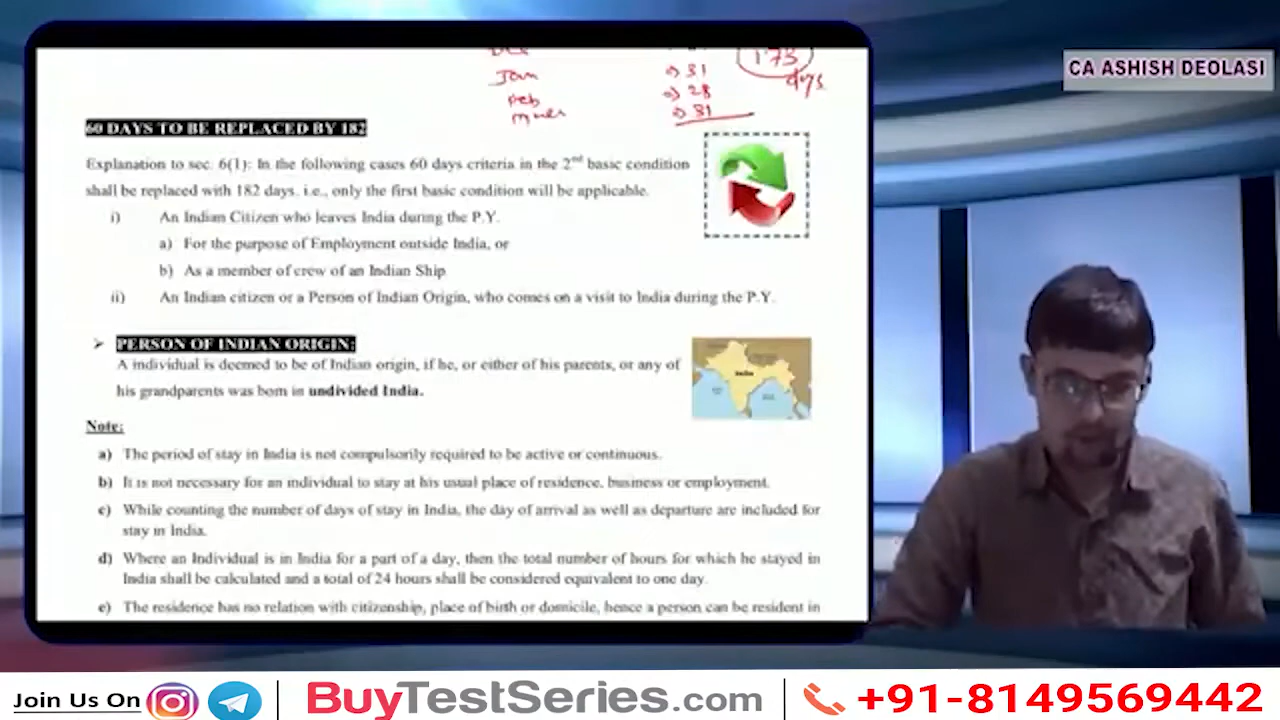 Jan 31
173
days
Feb 28
31
CA ASHISH DEOLASI
60 DAYS TO BE REPLACED BY 182
Explanation to sec. 6(1): In the following cases 60 days criteria in the 2nd basic condition
shall be replaced with 182 days. i.e., only the first basic condition will be applicable.
i) An Indian Citizen who leaves India during the P.Y.
a) For the purpose of Employment outside India, or
b) As a member of crew of an Indian Ship
ii) An Indian citizen or a Person of Indian Origin, who comes on a visit to India during the P.Y.
➢ PERSON OF INDIAN ORIGIN:
A individual is deemed to be of Indian origin, if he, or either of his parents, or any of
his grandparents was born in undivided India.
India
Note:
a) The period of stay in India is not compulsorily required to be active or continuous.
b) It is not necessary for an individual to stay at his usual place of residence, business or employment.
c) While counting the number of days of stay in India, the day of arrival as well as departure are included for
stay in India.
d) Where an Individual is in India for a part of a day, then the total number of hours for which he stayed in
India shall be calculated and a total of 24 hours shall be considered equivalent to one day.
e) The residence has no relation with citizenship, place of birth or domicile, hence a person can be resident in
Join Us On BuyTestSeries.com +91-8149569442